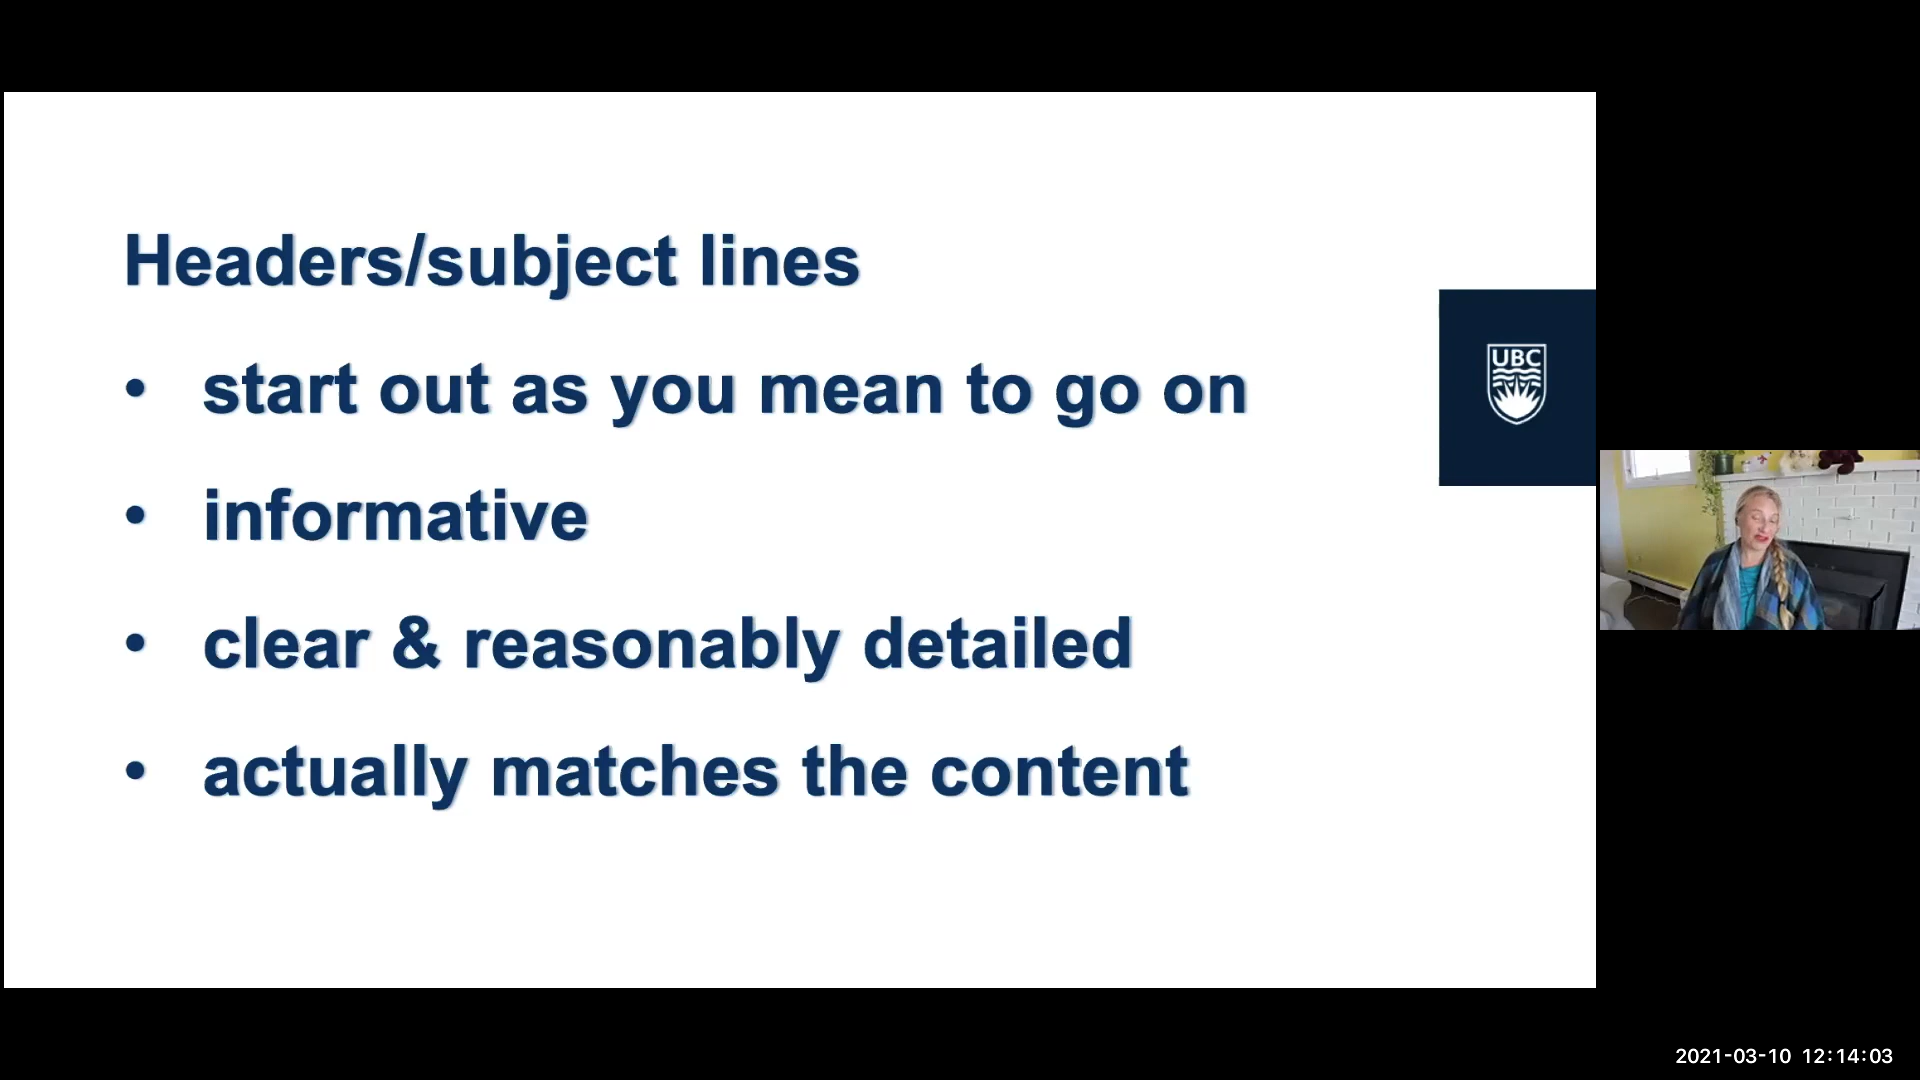 Headers/subject lines
• start out as you mean to go on
• informative
• clear & reasonably detailed
• actually matches the content
UBC
2021-03-10 12:14:03